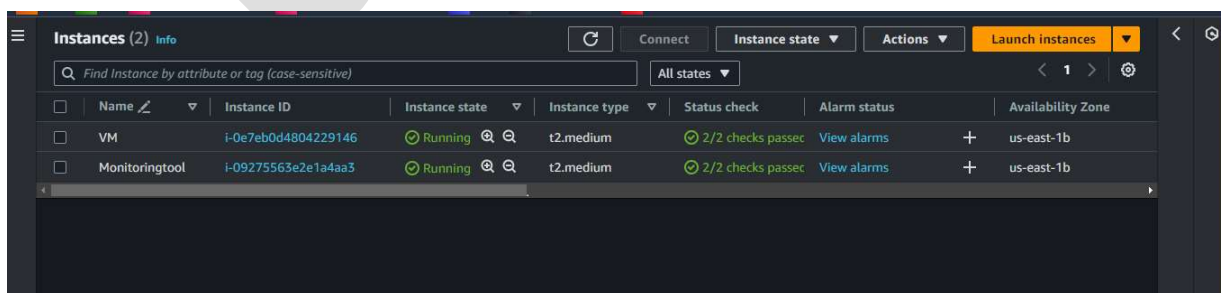 Instances (2) Info Connect Instance state Actions Launch instances
Find Instance by attribute or tag (case-sensitive) All states 1
Name Instance ID Instance state Instance type Status check Alarm status Availability Zone
VM i-0e7eb0d4804229146 Running t2.medium 2/2 checks passec View alarms + us-east-1b
Monitoringtool i-09275563e2e1a4aa3 Running t2.medium 2/2 checks passec View alarms + us-east-1b